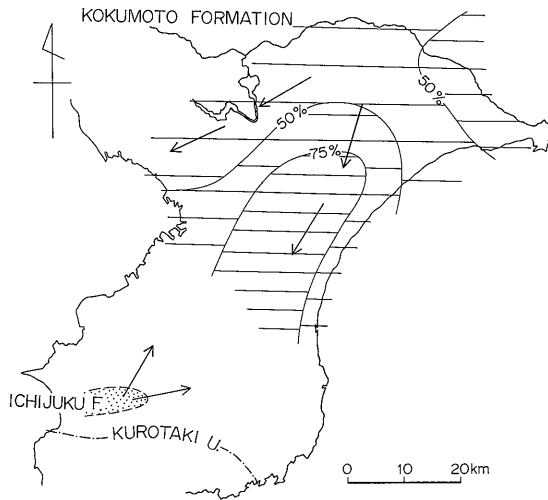 KOKUMOTO FORMATION
50%
50%
75%
ICHIJUKU F
KUROTAKI U
0 10 20km